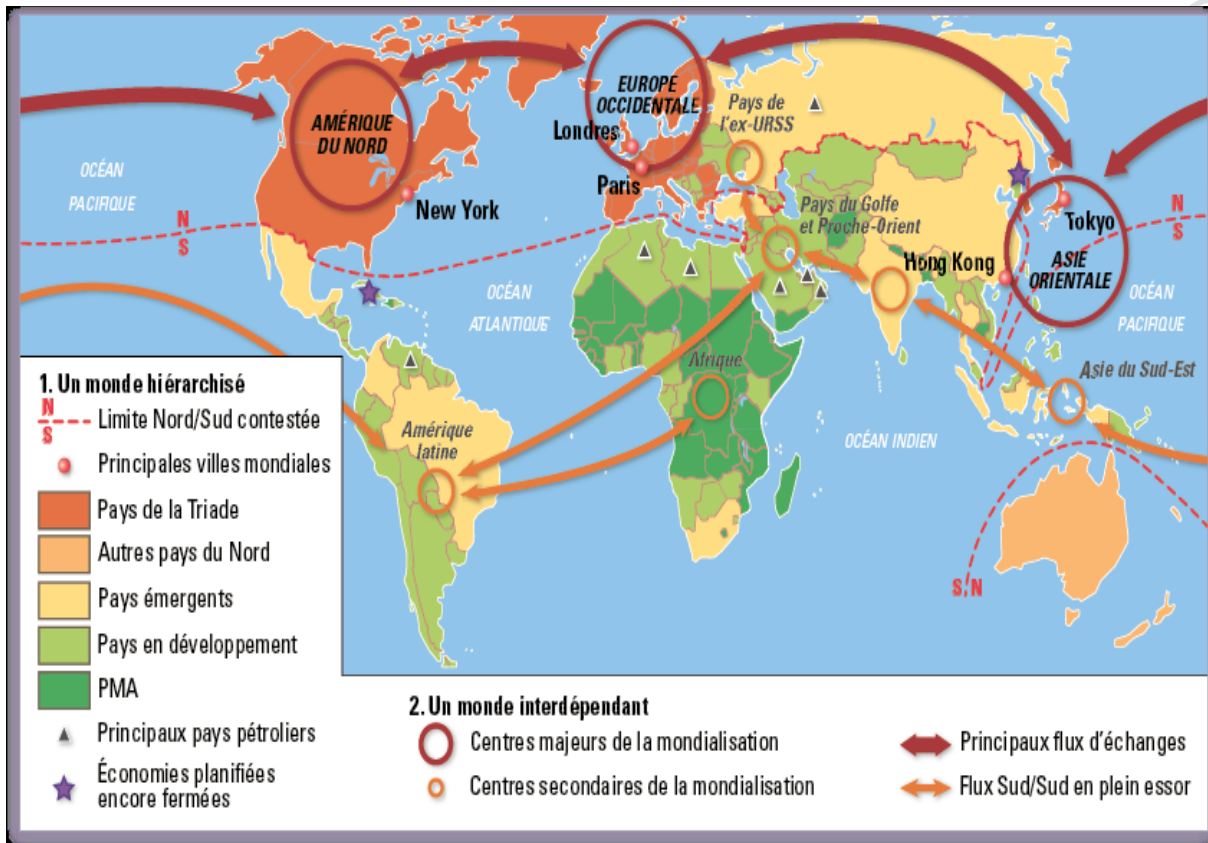 AMÉRIQUE
DU NORD
EUROPE
OCCIDENTALE
Londres
Paris
New York
Pays de
l'ex-URSS
OCÉAN
PACIFIQUE
N
S
OCÉAN
ATLANTIQUE
Pays du Golfe
et Proche-Orient
Hong Kong
Tokyo
ASIE
ORIENTALE
N
S
OCÉAN
PACIFIQUE
Afrique
Asie du Sud-Est
Amérique
latine
OCÉAN INDIEN
S N
1. Un monde hiérarchisé
N
S
Limite Nord/Sud contestée
Principales villes mondiales
Pays de la Triade
Autres pays du Nord
Pays émergents
Pays en développement
PMA
Principaux pays pétroliers
Économies planifiées
encore fermées
2. Un monde interdépendant
Centres majeurs de la mondialisation
Centres secondaires de la mondialisation
Principaux flux d'échanges
Flux Sud/Sud en plein essor